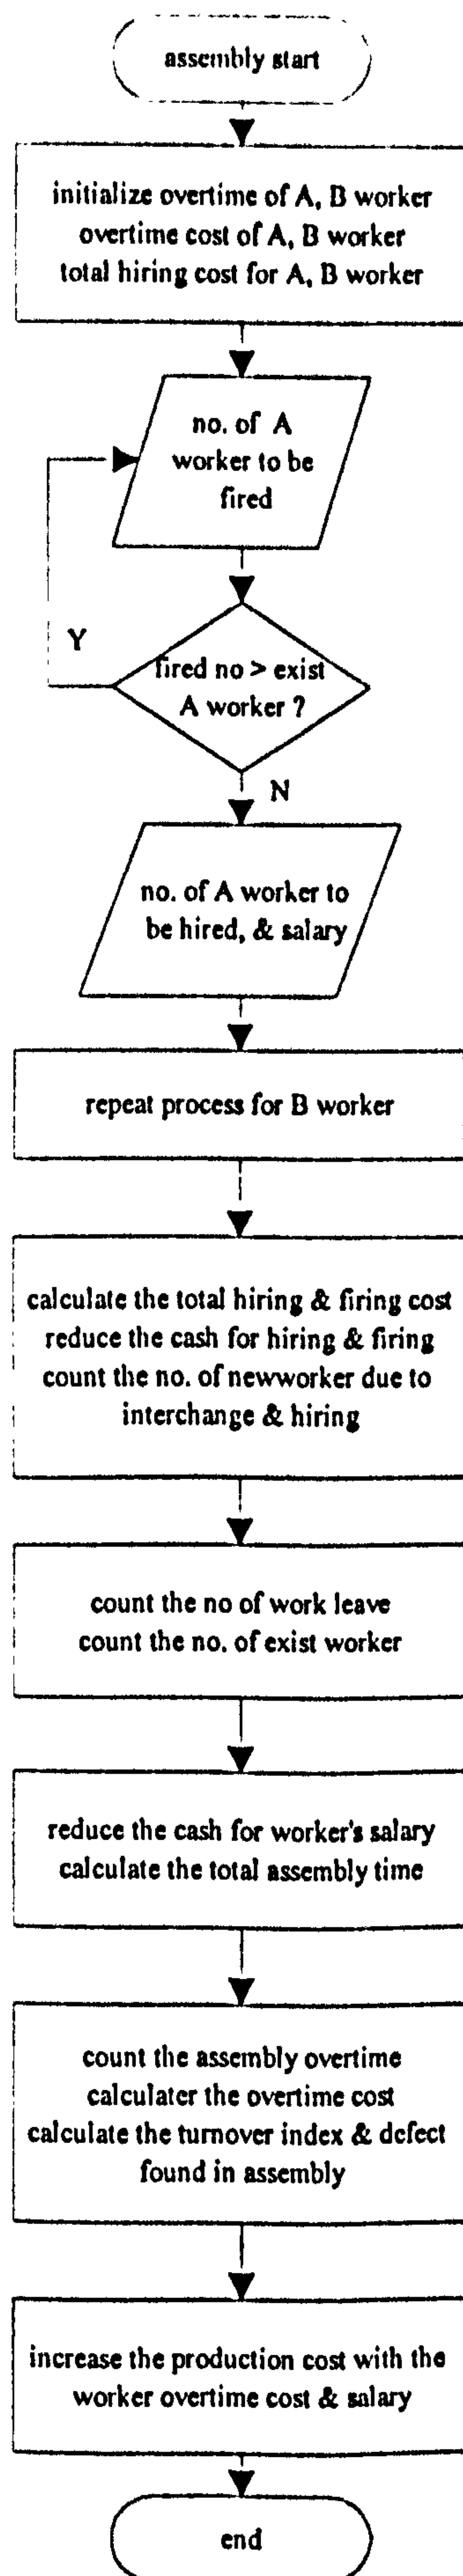 assembly start
initialize overtime of A, B worker
overtime cost of A, B worker
total hiring cost for A, B worker
no. of A
worker to be
fired
Y
fired no > exist
A worker ?
N
no. of A worker to
be hired, & salary
repeat process for B worker
calculate the total hiring & firing cost
reduce the cash for hiring & firing
count the no. of newworker due to
interchange & hiring
count the no of work leave
count the no. of exist worker
reduce the cash for worker's salary
calculate the total assembly time
count the assembly overtime
calculater the overtime cost
calculate the turnover index & defect
found in assembly
increase the production cost with the
worker overtime cost & salary
end